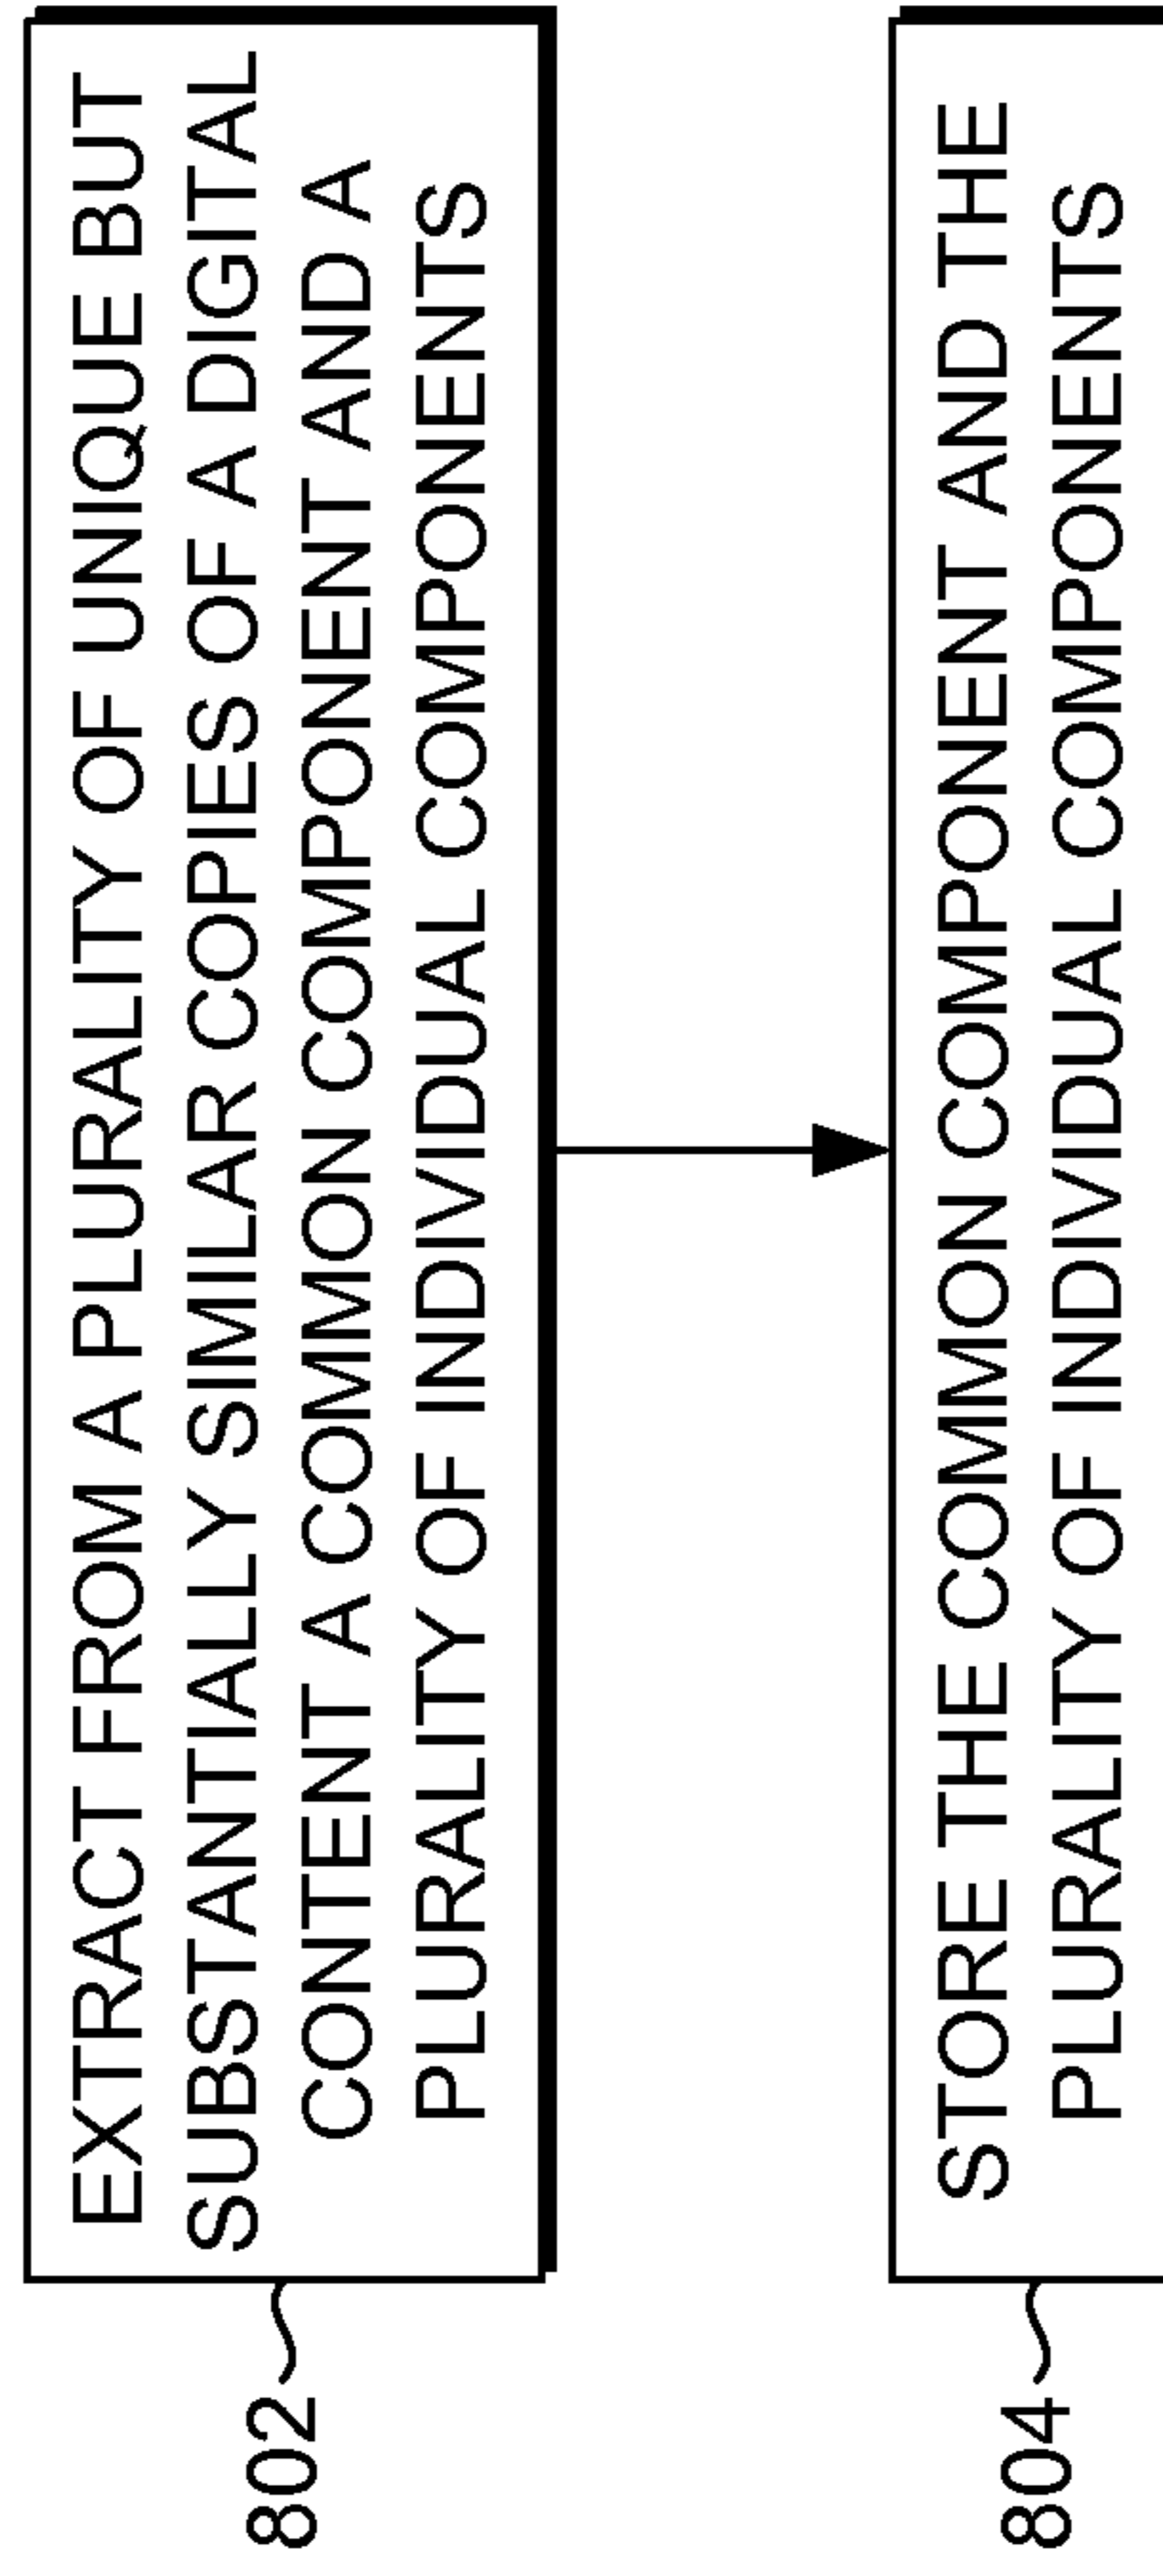 EXTRACT FROM A PLURALITY OF UNIQUE BUT
SUBSTANTIALLY SIMILAR COPIES OF A DIGITAL
CONTENT A COMMON COMPONENT AND A
PLURALITY OF INDIVIDUAL COMPONENTS
802
STORE THE COMMON COMPONENT AND THE
PLURALITY OF INDIVIDUAL COMPONENTS
804